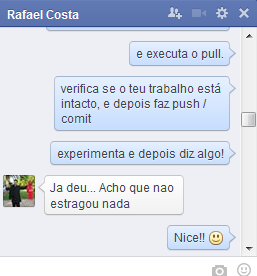 Rafael Costa
e executa o pull.
verifica se o teu trabalho está
intacto, e depois faz push /
comit
experimenta e depois diz algo!
Ja deu... Acho que nao
estragou nada
Nice!!